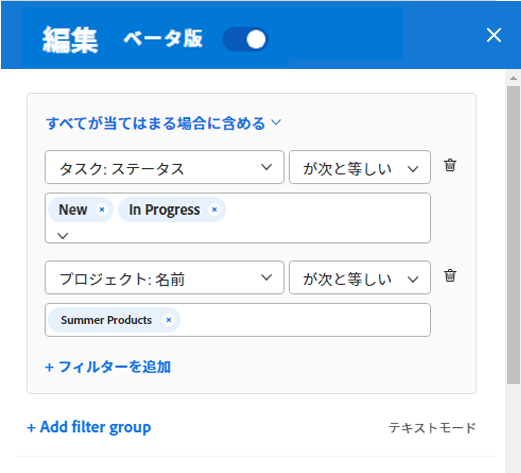 編集 ベータ版
すべてが当てはまる場合に含める
タスク: ステータス が次と等しい
New In Progress
プロジェクト: 名前 が次と等しい
Summer Products
+ フィルターを追加
+ Add filter group テキストモード